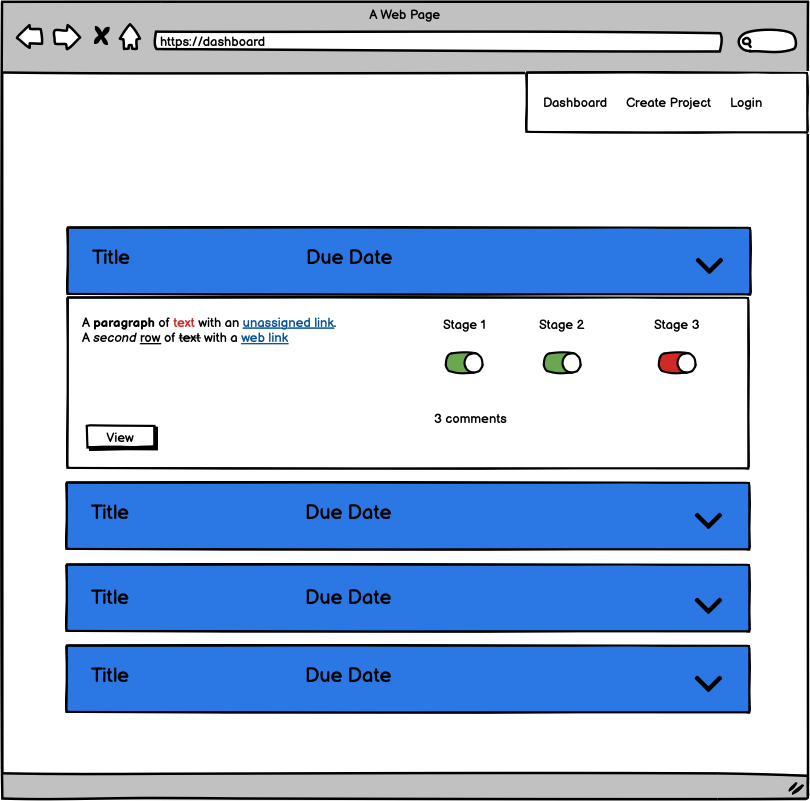 A Web Page
https://dashboard
Dashboard Create Project Login
Title Due Date
A paragraph of text with an unassigned link.
A second row of text with a web link
Stage 1 Stage 2 Stage 3
3 comments
View
Title Due Date
Title Due Date
Title Due Date